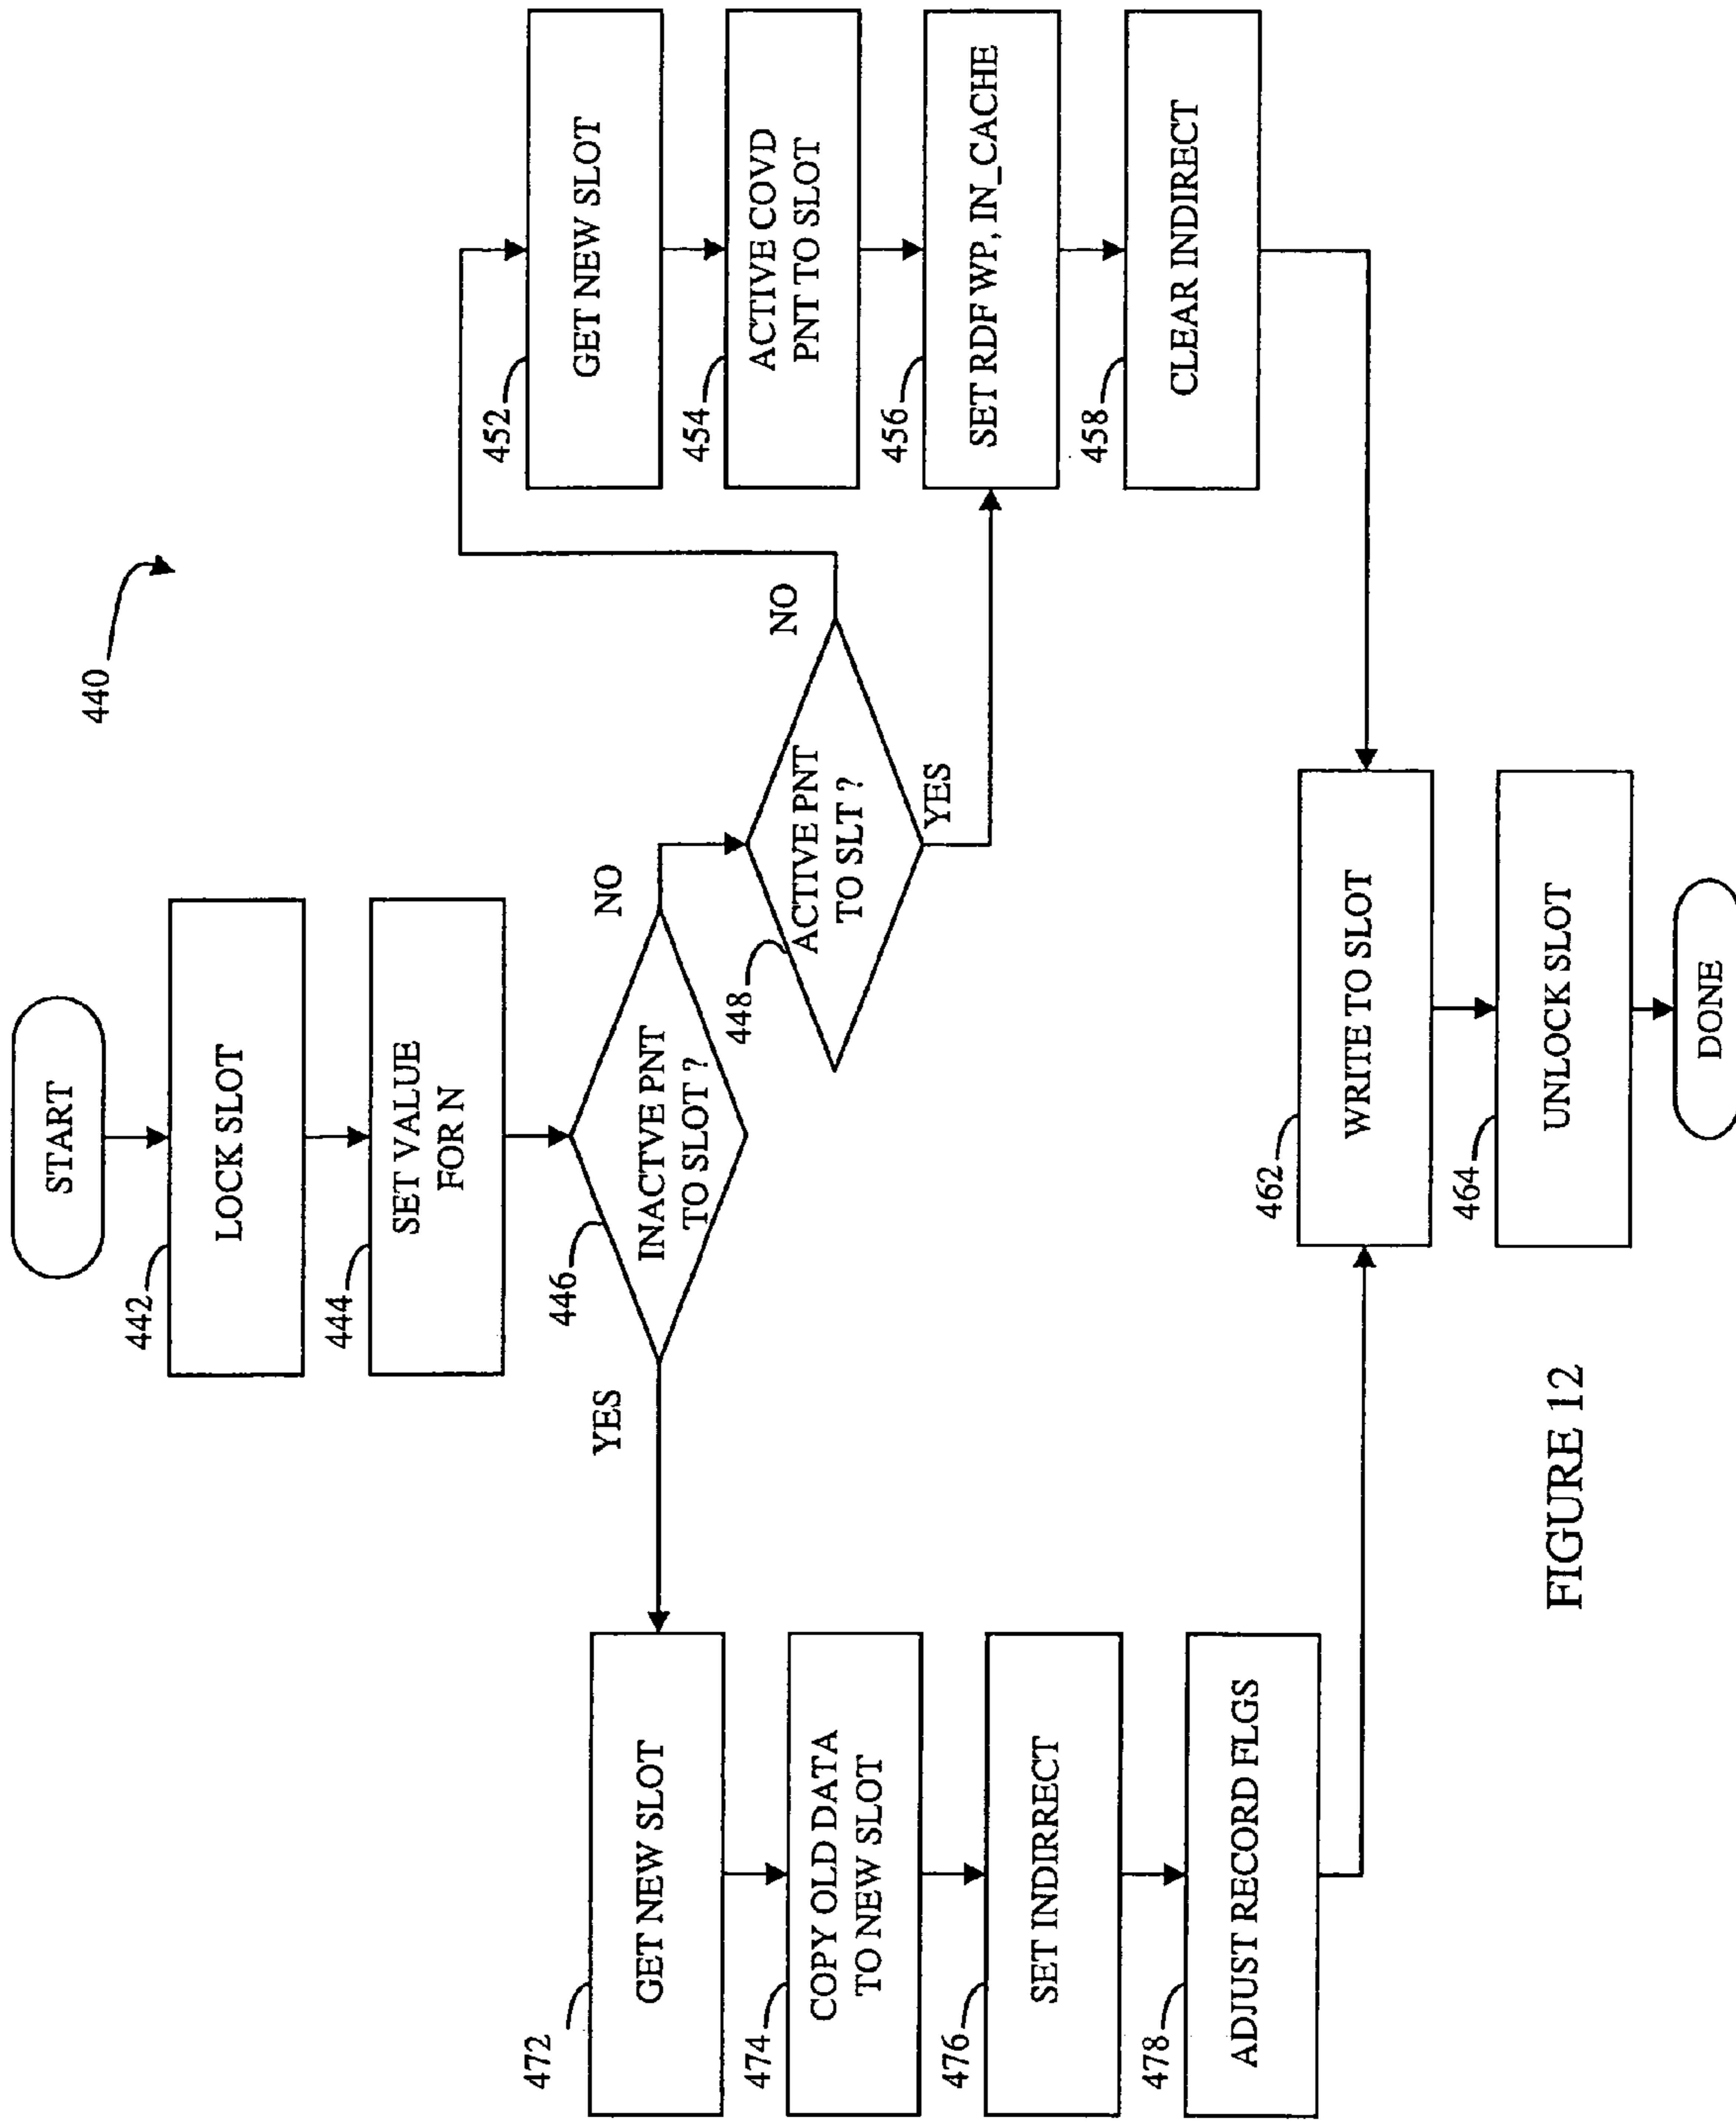 440
START
442
LOCK SLOT
444
SET VALUE
FOR N
446
INACTVE PNT
TO SLOT ?
YES
NO
448
ACTIVE PNT
TO SLT ?
NO
YES
452
GET NEW SLOT
454
ACTIVE COVD
PNT TO SLOT
456
SET RDF WP, IN_CACHE
458
CLEAR INDIRECT
472
GET NEW SLOT
474
COPY OLD DATA
TO NEW SLOT
476
SET INDIRECT
478
ADJUST RECORD FLGS
462
WRITE TO SLOT
464
UNLOCK SLOT
DONE
FIGURE 12